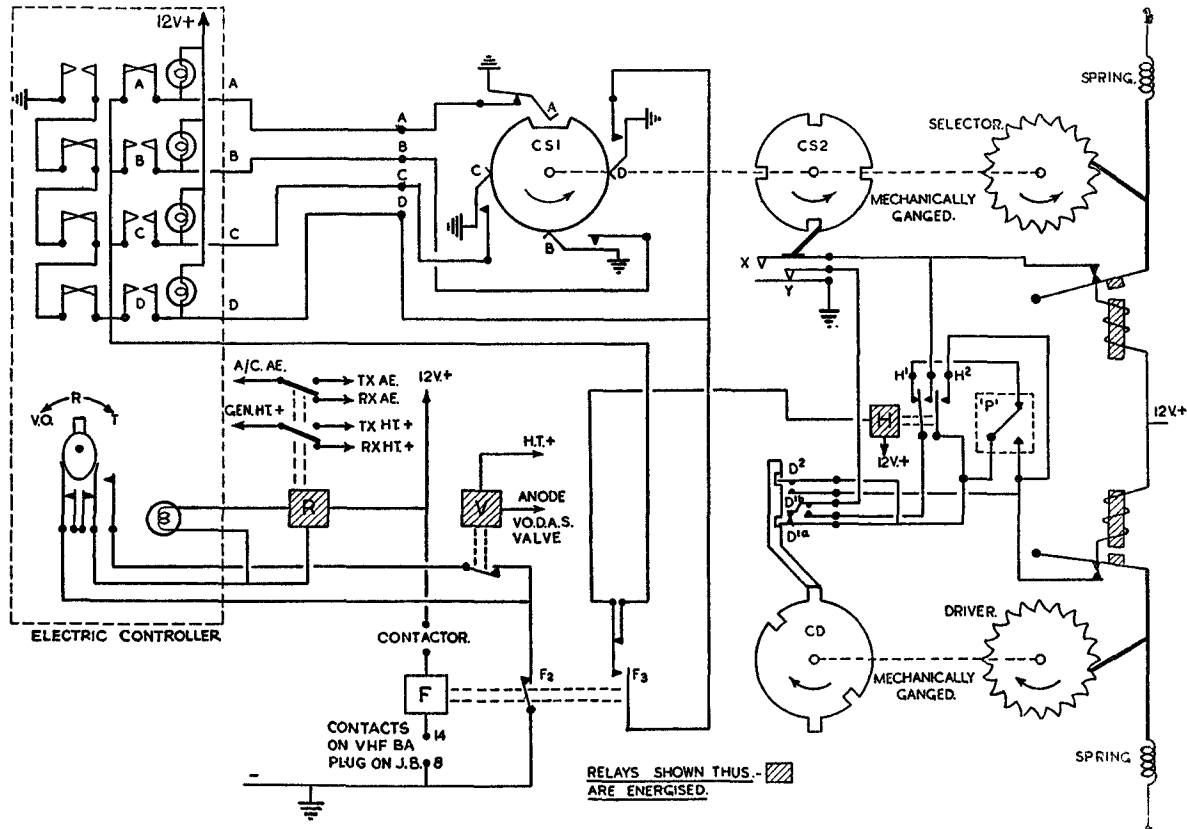 12V+
A
B
C
D
A
B
C
D
A
B
C
D
A
CS1
C
D
B
CS2
MECHANICALLY
GANGED.
SELECTOR.
SPRING.
X
Y
A/C. AE.
TX AE.
RX AE.
GEN. HT. +
TX HT. +
RX HT. +
12V.+
H.T.+
R
V.O.
T
R
V
ANODE
V.O.D.A.S.
VALVE
H1
H2
'P'
H
12V.+
12V.+
D2
D1b
D1a
ELECTRIC CONTROLLER
CONTACTOR.
F
F2
F3
CONTACTS
ON VHF BA
PLUG ON J.B.
14
8
-
CD
DRIVER.
MECHANICALLY
GANGED.
SPRING
RELAYS SHOWN THUS.-
ARE ENERGISED.